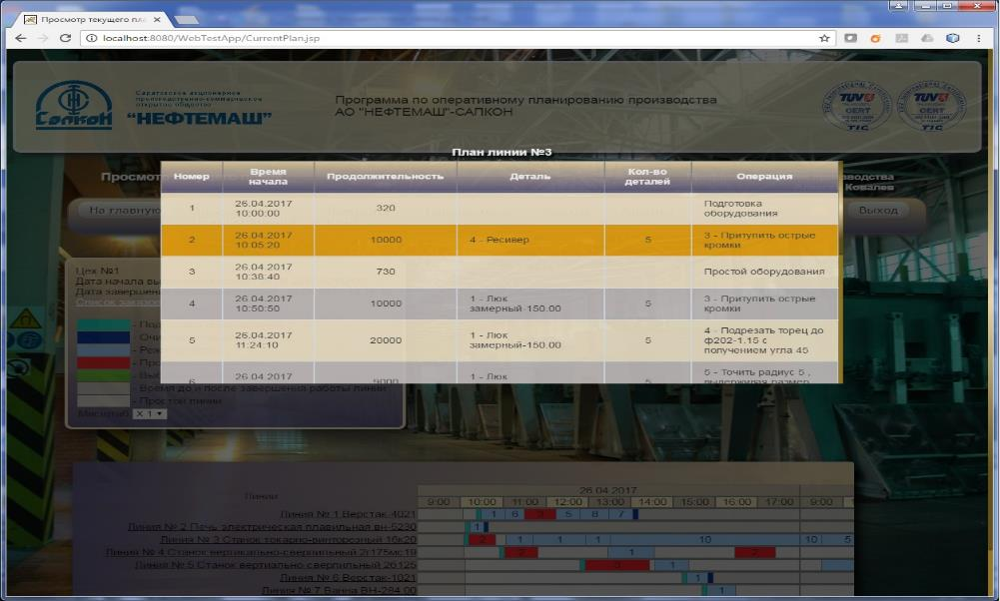 Просмотр текущего пла
localhost:8080/WebTestApp/CurrentPlan.jsp
Сапкон
Саратовское акционерное
производственно-коммерческое
открытое общество
"НЕФТЕМАШ"
Программа по оперативному планированию производства
АО "НЕФТЕМАШ"-САПКОН
TUV
CERT
TUV
CERT
План линии №3
Просмот
водства
Ковалев
На главную
Выход
Номер Время начала Продолжительность Деталь Кол-во деталей Операция
1 26.04.2017 10:00:00 320 Подготовка оборудования
2 26.04.2017 10:05:20 10000 4 - Ресивер 5 3 - Притупить острые кромки
3 26.04.2017 10:38:40 730 Простой оборудования
4 26.04.2017 10:50:50 10000 1 - Люк замерный-150.00 5 3 - Притупить острые кромки
5 26.04.2017 11:24:10 20000 1 - Люк замерный-150.00 5 4 - Подрезать торец до ф202-1.15 с получением угла 45
6 26.04.2017 9000 1 - Люк 5 5 - Точить радиус 5 , выдерживая размер
Цех №1
Дата начала вы
Дата заверше
Список заказо
- Под
- Очи
- Реж
- Про
- Вы
- Время до и после завершения работы линии
- Простой линии
Масштаб X 1
Линии
26.04.2017
9:00 10:00 11:00 12:00 13:00 14:00 15:00 16:00 17:00 9:00
Линия № 1 Верстак-4021 1 6 3 5 8 7
Линия № 2 Печь электрическая плавильная вн-5230 1
Линия № 3 Станок токарно-винторезный 16к20 2 1 1 1 10 10 5
Линия № 4 Станок вертикально-сверлильный 2г175мс19 2 1 2
Линия № 5 Станок вертиально-сверлильный 2б125 3 1
Линия № 6 Верстак-1021 1
Линия № 7 Ванна ВН-284.00 1